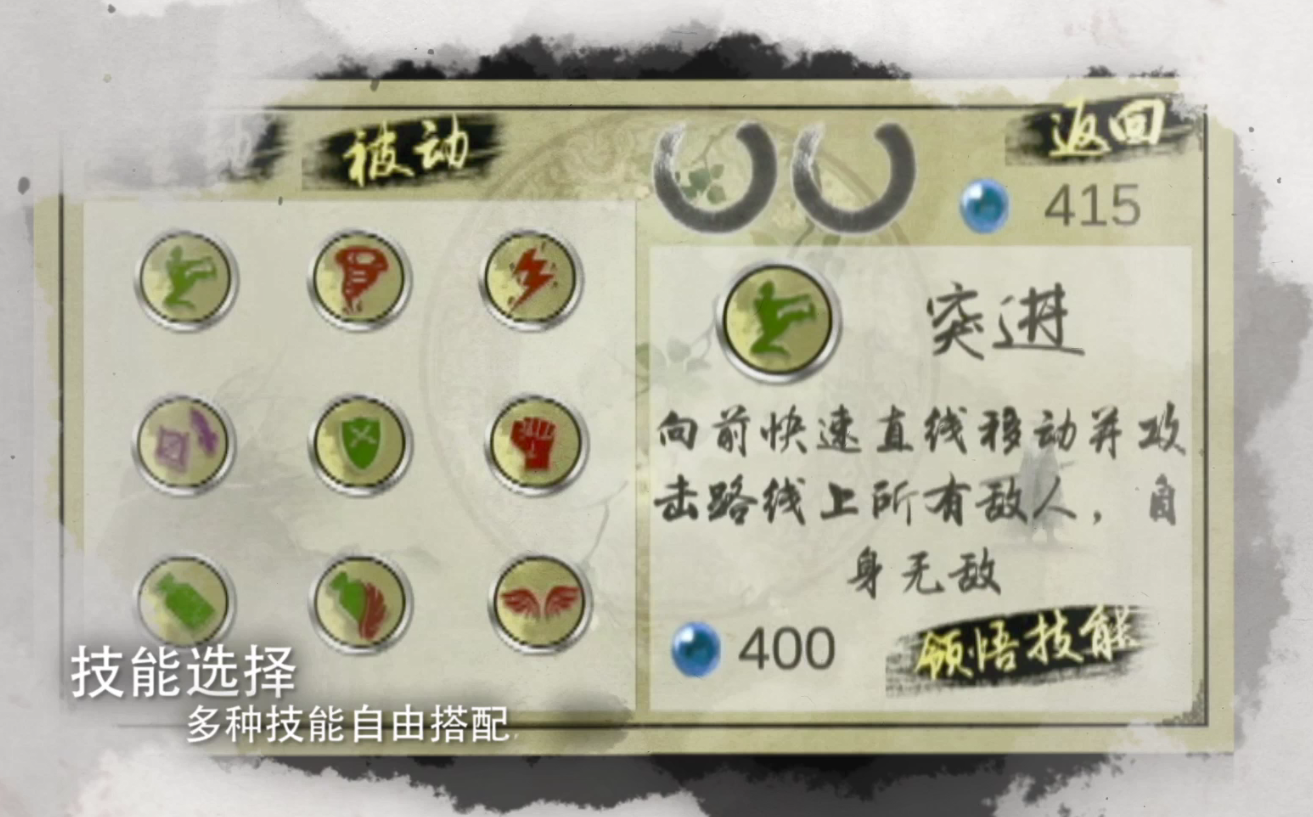 被动
返回
415
突进
向前快速直线移动并攻
击路线上所有敌人，自
身无敌
400
领悟技能
技能选择
多种技能自由搭配